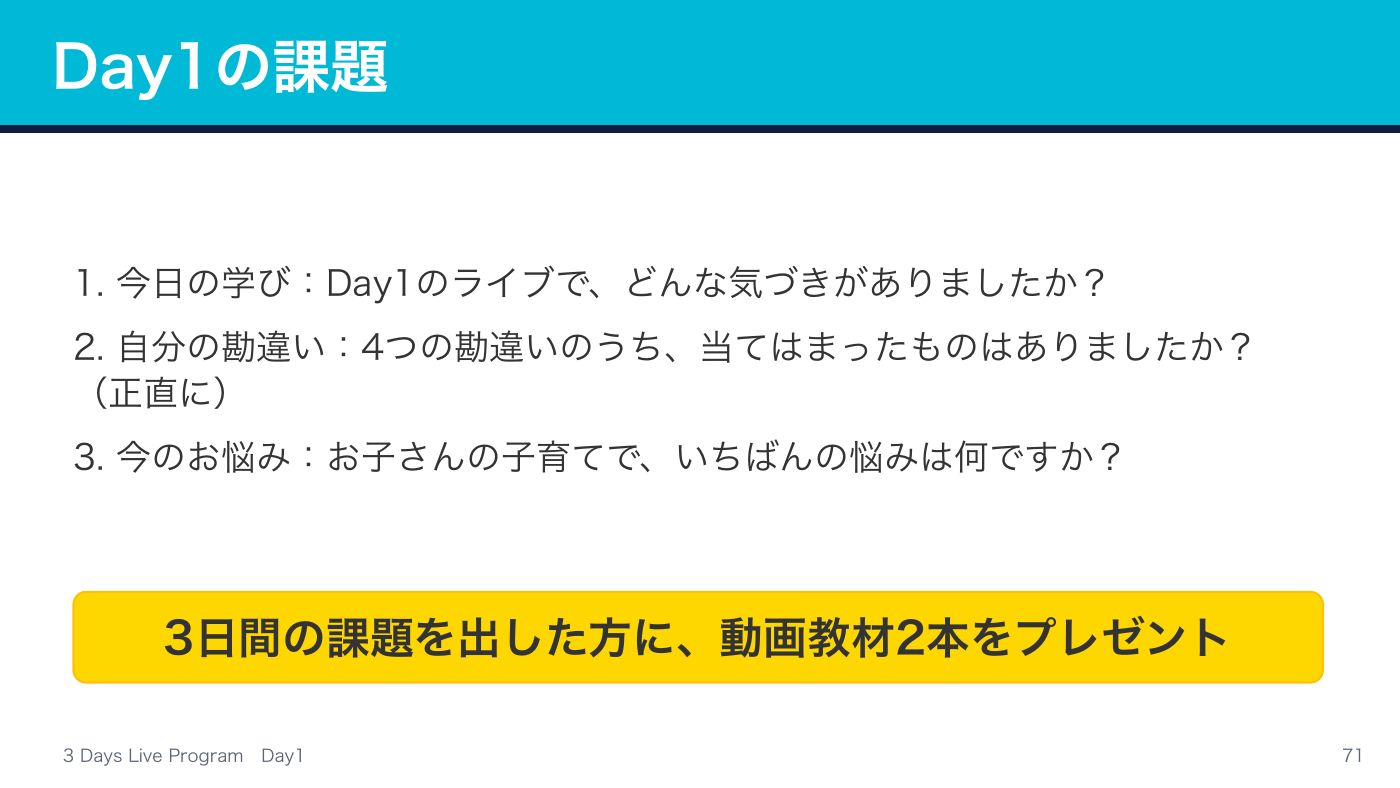 Day1の課題
1. 今日の学び：Day1のライブで、どんな気づきがありましたか？
2. 自分の勘違い：4つの勘違いのうち、当てはまったものはありましたか？
（正直に）
3. 今のお悩み：お子さんの子育てで、いちばんの悩みは何ですか？
3日間の課題を出した方に、動画教材2本をプレゼント
3 Days Live Program　Day1
71